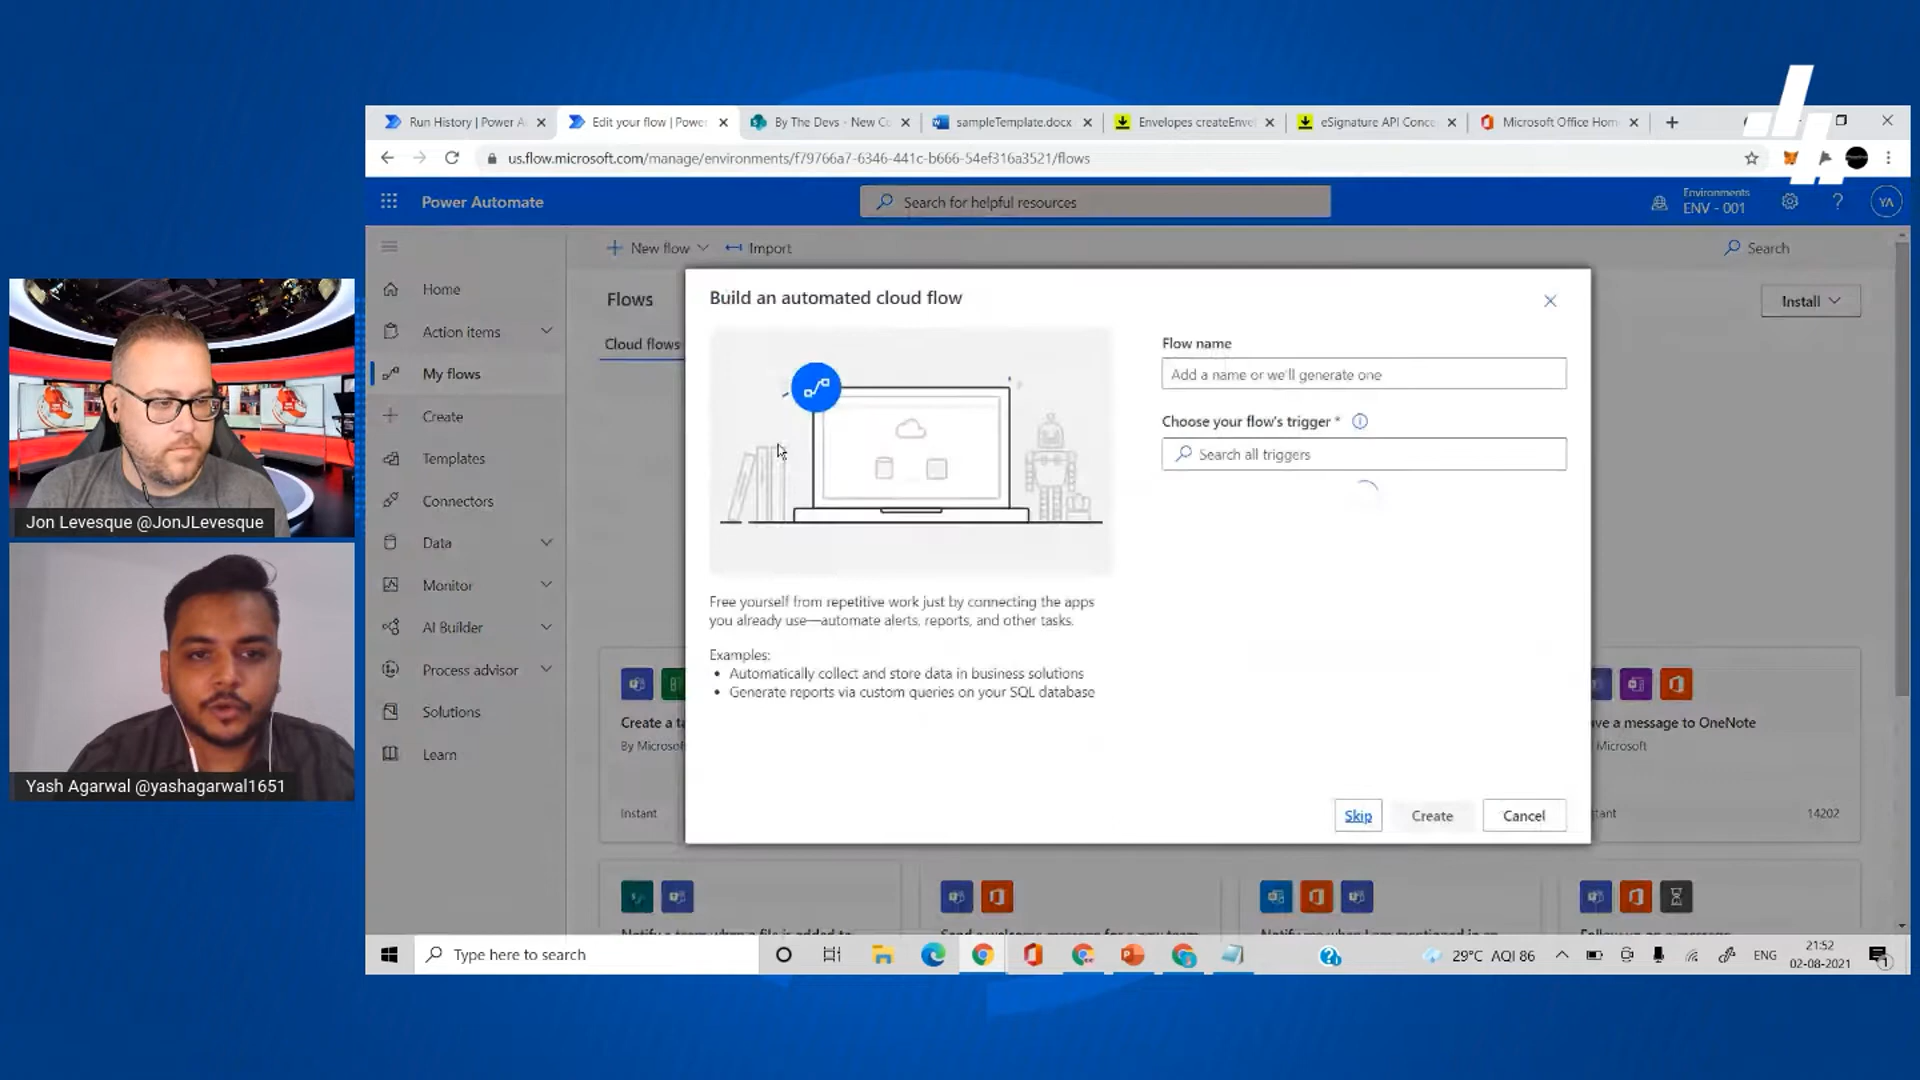 Run History | Power A
Edit your flow | Power
By The Devs - New Co
sampleTemplate.docx
Envelopes createEnve
eSignature API Conce
Microsoft Office Hom
us.flow.microsoft.com/manage/environments/f79766a7-6346-441c-b666-54ef316a3521/flows
Power Automate
Search for helpful resources
Environments
ENV - 001
YA
New flow
Import
Search
Home
Action items
My flows
Create
Templates
Connectors
Data
Monitor
AI Builder
Process advisor
Solutions
Learn
Flows
Install
Cloud flows
Build an automated cloud flow
Flow name
Add a name or we'll generate one
Choose your flow's trigger *
Search all triggers
Free yourself from repetitive work just by connecting the apps
you already use—automate alerts, reports, and other tasks.
Examples:
• Automatically collect and store data in business solutions
• Generate reports via custom queries on your SQL database
Skip
Create
Cancel
Create a ta
By Microsof
Instant
ve a message to OneNote
Microsoft
tant
14202
Jon Levesque @JonJLevesque
Yash Agarwal @yashagarwal1651
Type here to search
29°C AQI 86
ENG
21:52
02-08-2021
1